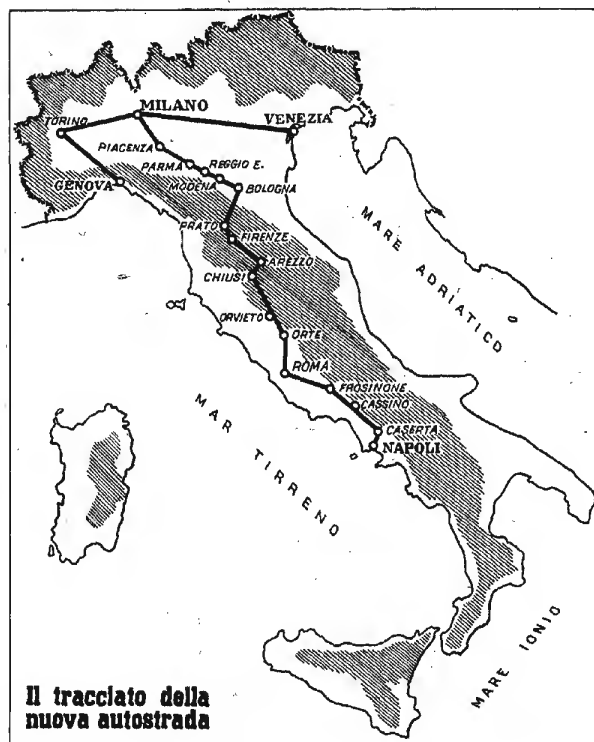 MILANO
TORINO
VENEZIA
PIACENZA
PARMA
REGGIO E.
MODENA
BOLOGNA
GENOVA
PRATO
FIRENZE
AREZZO
CHIUSI
ORVIETO
ORTE
ROMA
FROSINONE
CASSINO
CASERTA
NAPOLI
MARE ADRIATICO
MAR TIRRENO
MARE IONIO
Il tracciato della
nuova autostrada